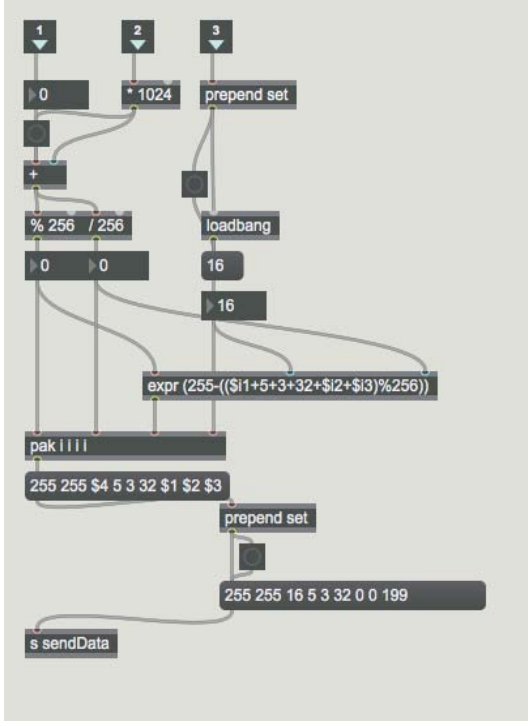 1 2 3
0 * 1024 prepend set
+
% 256 / 256 loadbang
0 0 16
16
expr (255-(($i1+5+3+32+$i2+$i3)%256))
pak i i i i
255 255 $4 5 3 32 $1 $2 $3
prepend set
255 255 16 5 3 32 0 0 199
s sendData